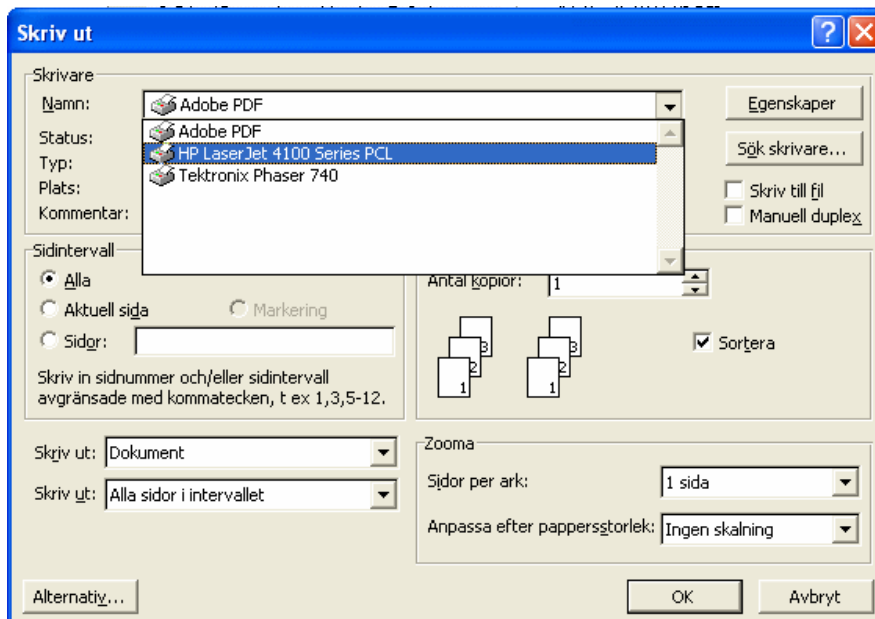 Skriv ut
Skrivare
Namn: Adobe PDF Egenskaper
Adobe PDF
HP LaserJet 4100 Series PCL
Tektronix Phaser 740
Status:
Typ:
Plats:
Kommentar:
Sök skrivare...
Skriv till fil
Manuell duplex
Sidintervall
Alla
Aktuell sida Markering
Sidor:
Skriv in sidnummer och/eller sidintervall
avgränsade med kommatecken, t ex 1,3,5-12.
Antal kopior: 1
3 3
2 2
1 1
Sortera
Skriv ut: Dokument
Skriv ut: Alla sidor i intervallet
Zooma
Sidor per ark: 1 sida
Anpassa efter pappersstorlek: Ingen skalning
Alternativ... OK Avbryt